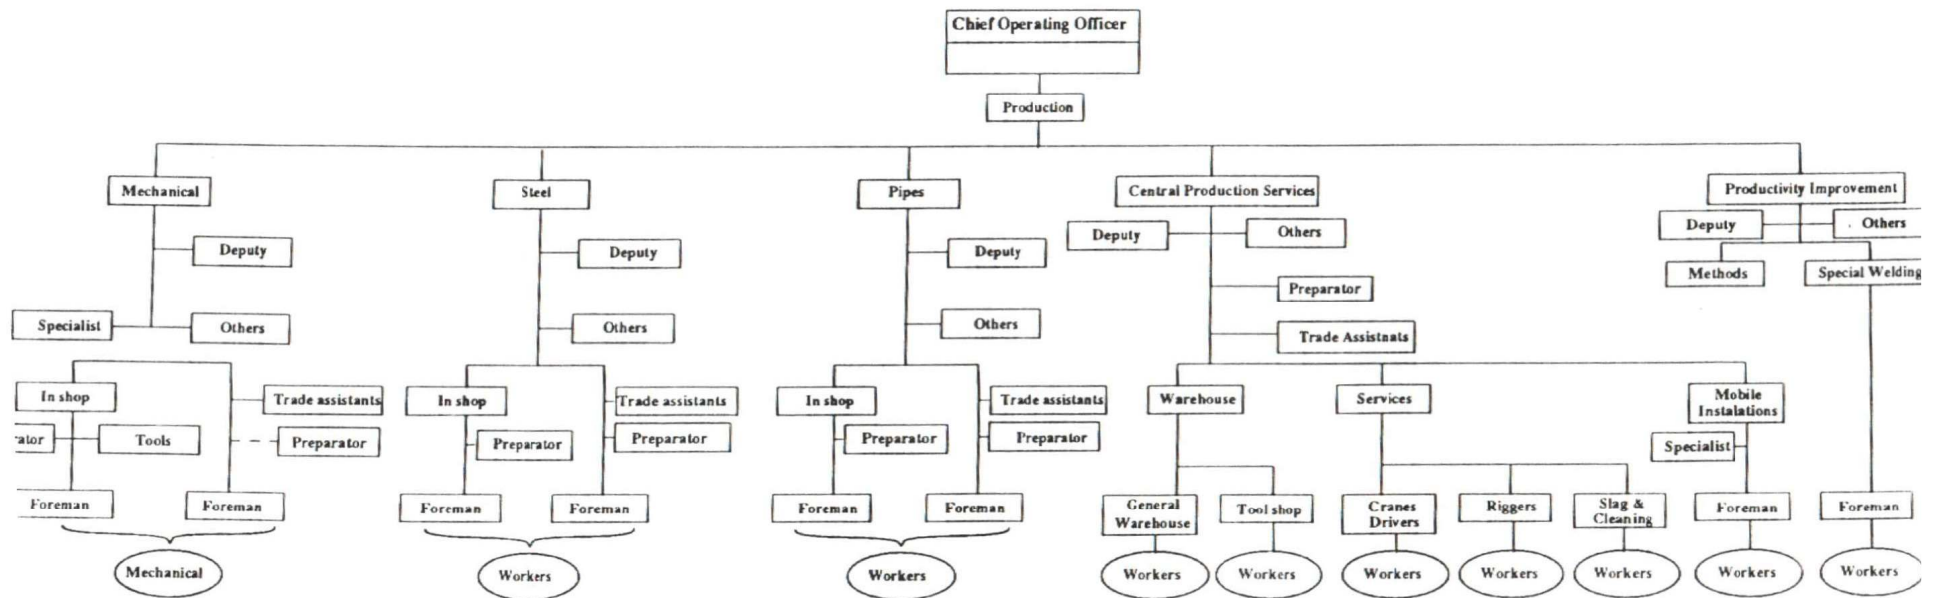 Chief Operating Officer
Production
Mechanical
Steel
Pipes
Central Production Services
Productivity Improvement
Deputy
Deputy
Deputy
Deputy
Others
Deputy
Others
Methods
Special Welding
Preparator
Specialist
Others
Others
Others
Trade Assistnats
In shop
Trade assistants
In shop
Trade assistants
In shop
Trade assistants
Warehouse
Services
Mobile
Instalations
rator
Tools
Preparator
Preparator
Preparator
Preparator
Preparator
Specialist
Foreman
Foreman
Foreman
Foreman
Foreman
Foreman
General
Warehouse
Tool shop
Cranes
Drivers
Riggers
Slag &
Cleaning
Foreman
Foreman
Mechanical
Workers
Workers
Workers
Workers
Workers
Workers
Workers
Workers
Workers